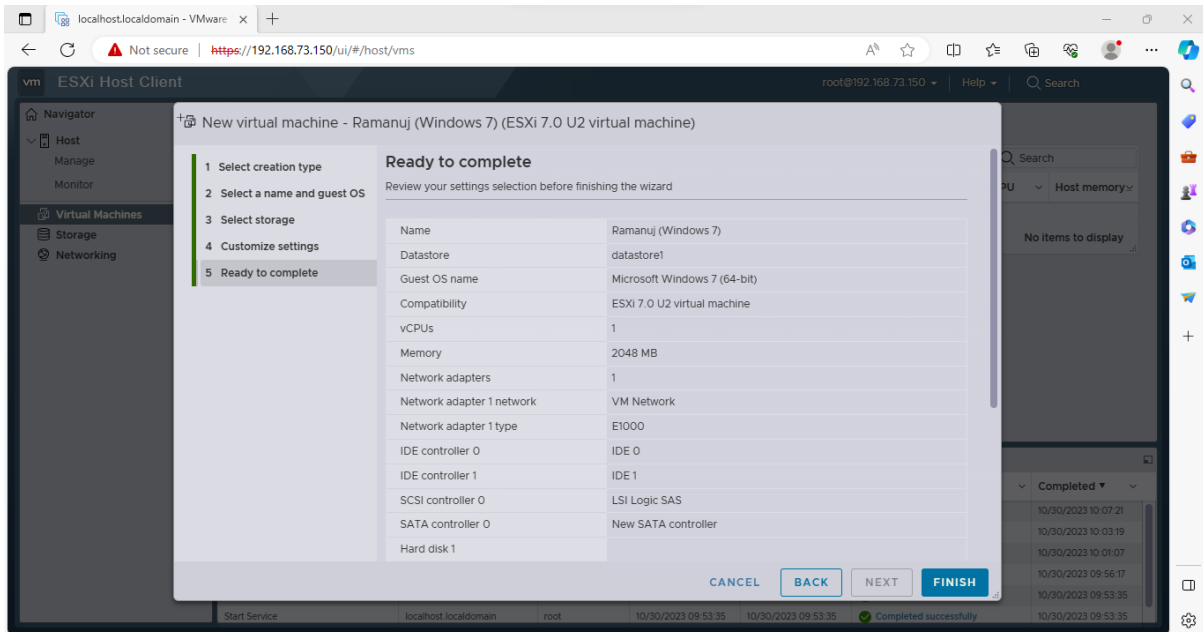 localhost.localdomain - VMware
Not secure https://192.168.73.150/ui/#/host/vms
vm ESXi Host Client root@192.168.73.150 Help Search
Navigator
Host
Manage
Monitor
Virtual Machines
Storage
Networking
New virtual machine - Ramanuj (Windows 7) (ESXi 7.0 U2 virtual machine)
1 Select creation type
2 Select a name and guest OS
3 Select storage
4 Customize settings
5 Ready to complete
Ready to complete
Review your settings selection before finishing the wizard
Name Ramanuj (Windows 7)
Datastore datastore1
Guest OS name Microsoft Windows 7 (64-bit)
Compatibility ESXi 7.0 U2 virtual machine
vCPUs 1
Memory 2048 MB
Network adapters 1
Network adapter 1 network VM Network
Network adapter 1 type E1000
IDE controller 0 IDE 0
IDE controller 1 IDE 1
SCSI controller 0 LSI Logic SAS
SATA controller 0 New SATA controller
Hard disk 1
CANCEL BACK NEXT FINISH
Search
Host memory
No items to display
Completed ▼
10/30/2023 10:07:21
10/30/2023 10:03:19
10/30/2023 10:01:07
10/30/2023 09:56:17
10/30/2023 09:53:35
Start Service localhost.localdomain root 10/30/2023 09:53:35 10/30/2023 09:53:35 Completed successfully 10/30/2023 09:53:35